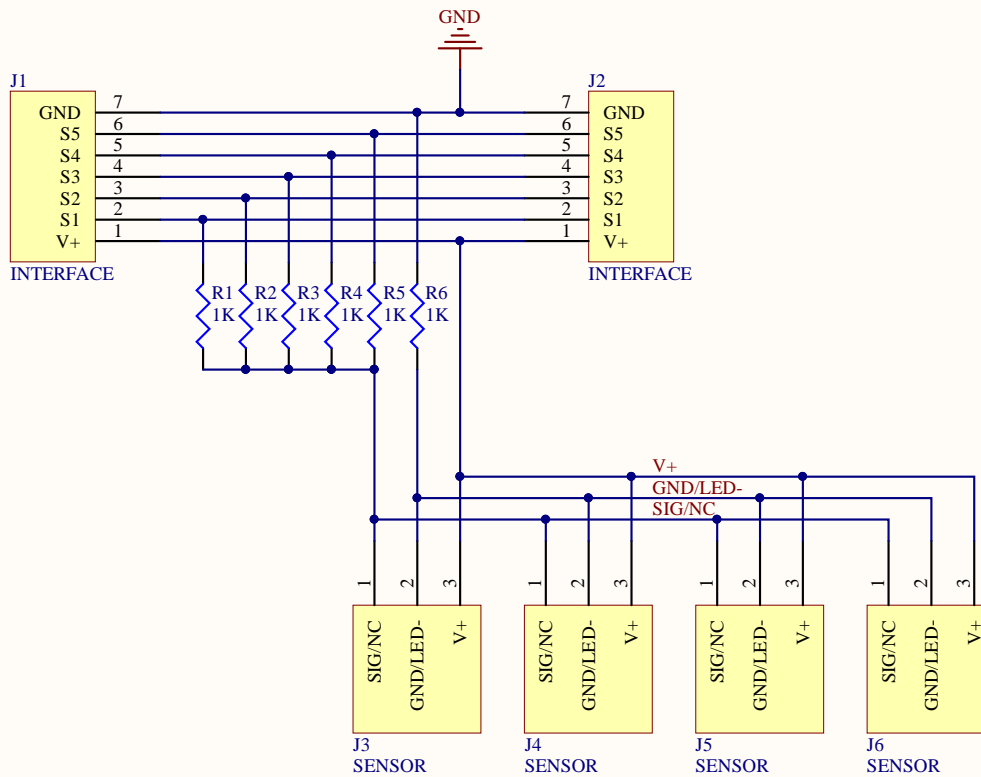 GND
J1
J2
GND 7
7 GND
S5 6
6 S5
S4 5
5 S4
S3 4
4 S3
S2 3
3 S2
S1 2
2 S1
V+ 1
1 V+
INTERFACE
INTERFACE
R1 R2 R3 R4 R5 R6
1K 1K 1K 1K 1K 1K
V+
GND/LED-
SIG/NC
1 2 3
1 2 3
1 2 3
1 2 3
SIG/NC
GND/LED-
V+
SIG/NC
GND/LED-
V+
SIG/NC
GND/LED-
V+
SIG/NC
GND/LED-
V+
J3
SENSOR
J4
SENSOR
J5
SENSOR
J6
SENSOR